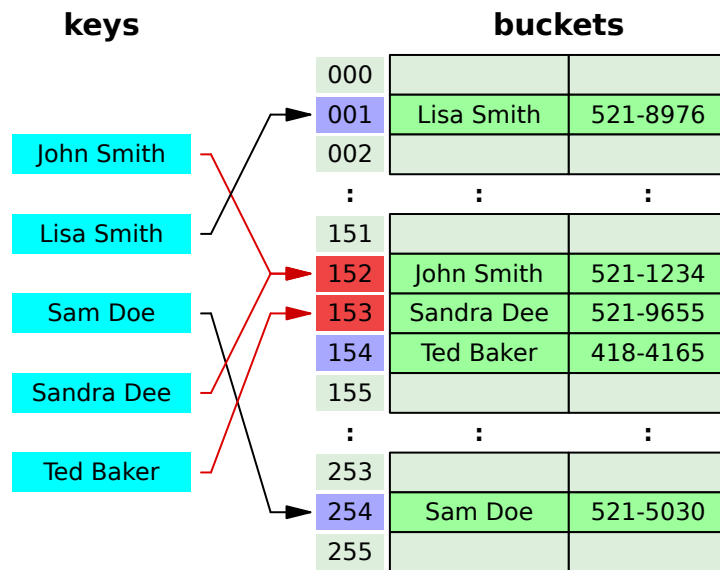 keys
buckets
John Smith
Lisa Smith
Sam Doe
Sandra Dee
Ted Baker
000
001 Lisa Smith 521-8976
002
: : :
151
152 John Smith 521-1234
153 Sandra Dee 521-9655
154 Ted Baker 418-4165
155
: : :
253
254 Sam Doe 521-5030
255